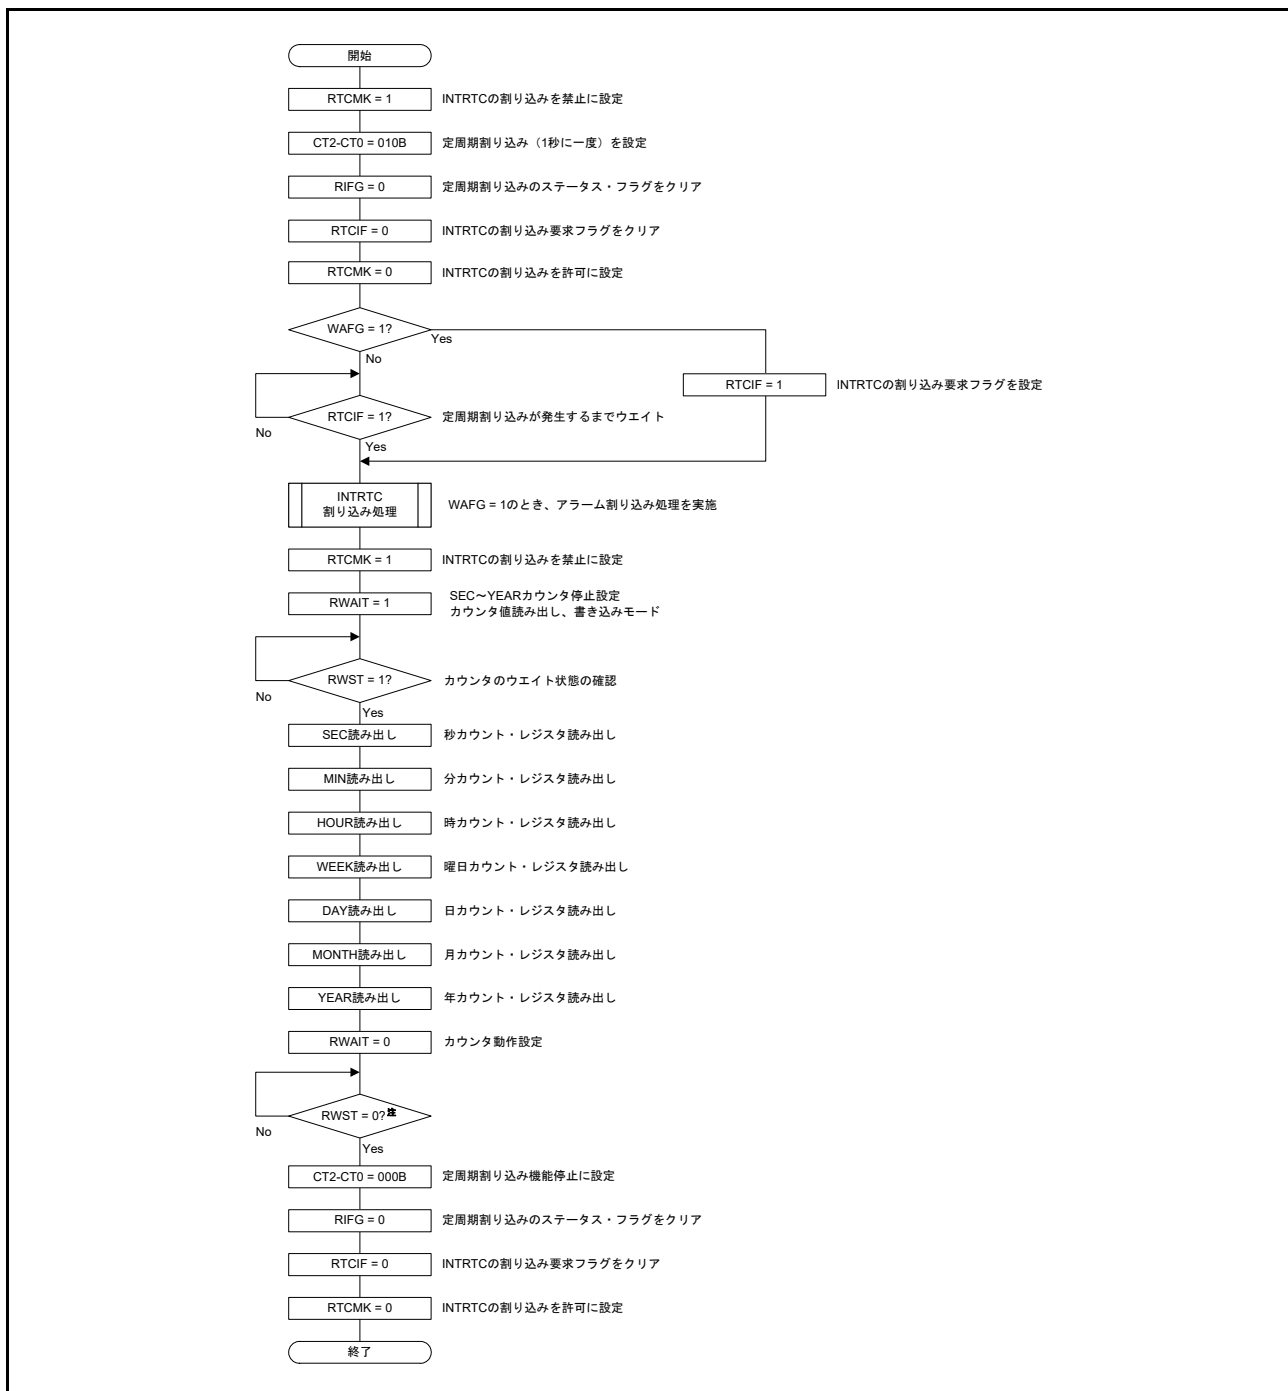 開始
RTCMK = 1
INTRTCの割り込みを禁止に設定
CT2-CT0 = 010B
定周期割り込み（1秒に一度）を設定
RIFG = 0
定周期割り込みのステータス・フラグをクリア
RTCIF = 0
INTRTCの割り込み要求フラグをクリア
RTCMK = 0
INTRTCの割り込みを許可に設定
WAFG = 1?
Yes
No
RTCIF = 1
INTRTCの割り込み要求フラグを設定
RTCIF = 1?
定周期割り込みが発生するまでウエイト
No
Yes
INTRTC
割り込み処理
WAFG = 1のとき、アラーム割り込み処理を実施
RTCMK = 1
INTRTCの割り込みを禁止に設定
RWAIT = 1
SEC～YEARカウンタ停止設定
カウンタ値読み出し、書き込みモード
RWST = 1?
カウンタのウエイト状態の確認
No
Yes
SEC読み出し
秒カウント・レジスタ読み出し
MIN読み出し
分カウント・レジスタ読み出し
HOUR読み出し
時カウント・レジスタ読み出し
WEEK読み出し
曜日カウント・レジスタ読み出し
DAY読み出し
日カウント・レジスタ読み出し
MONTH読み出し
月カウント・レジスタ読み出し
YEAR読み出し
年カウント・レジスタ読み出し
RWAIT = 0
カウンタ動作設定
RWST = 0?注
No
Yes
CT2-CT0 = 000B
定周期割り込み機能停止に設定
RIFG = 0
定周期割り込みのステータス・フラグをクリア
RTCIF = 0
INTRTCの割り込み要求フラグをクリア
RTCMK = 0
INTRTCの割り込みを許可に設定
終了